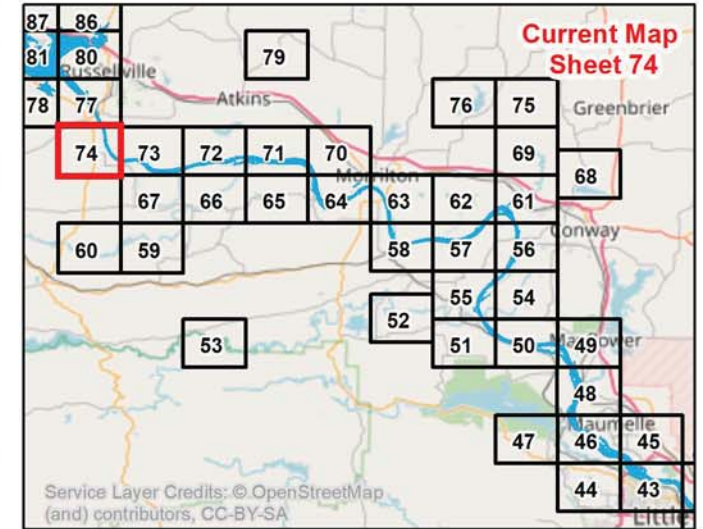 87 86
Current Map
Sheet 74
81 80 79
Russellville
78 77 Atkins 76 75 Greenbrier
74 73 72 71 70 69
68
Morrilton
67 66 65 64 63 62 61
Conway
60 59 58 57 56
55 54
52
53 51 50 49
48
Maumelle
47 46 45
Service Layer Credits: © OpenStreetMap
(and) contributors, CC-BY-SA
44 43
Little